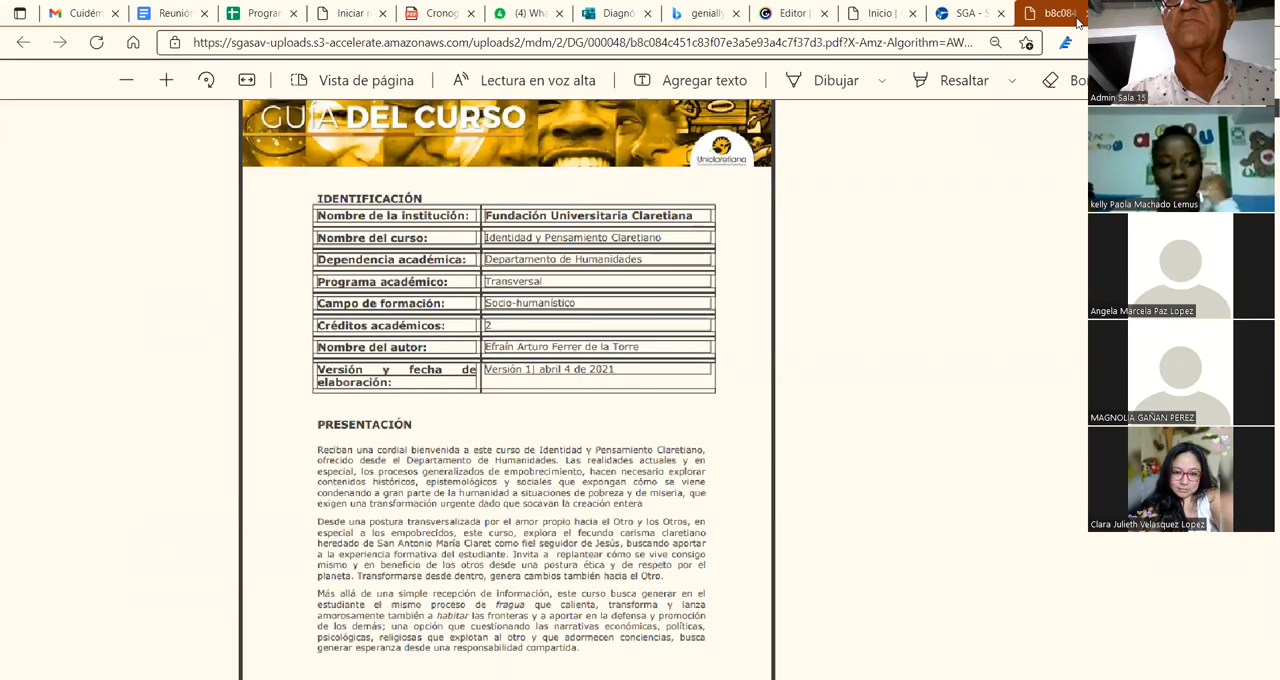 Cuidém
Reunió
Progran
Iniciar r
Cronog
(4) Wha
Diagnó
genially
Editor |
Inicio |
SGA - S
b8c084
https://sgasav-uploads.s3-accelerate.amazonaws.com/uploads2/mdm/2/DG/000048/b8c084c451c83f07e3a5e93a4c7f37d3.pdf?X-Amz-Algorithm=AW...
Vista de página
Lectura en voz alta
Agregar texto
Dibujar
Resaltar
Bo
GUÍA DEL CURSO
Uniclaretiana
IDENTIFICACIÓN
Nombre de la institución: Fundación Universitaria Claretiana
Nombre del curso: Identidad y Pensamiento Claretiano
Dependencia académica: Departamento de Humanidades
Programa académico: Transversal
Campo de formación: Socio-humanístico
Créditos académicos: 2
Nombre del autor: Efraín Arturo Ferrer de la Torre
Versión y fecha de Versión 1| abril 4 de 2021
elaboración:
PRESENTACIÓN
Reciban una cordial bienvenida a este curso de Identidad y Pensamiento Claretiano,
ofrecido desde el Departamento de Humanidades. Las realidades actuales y en
especial, los procesos generalizados de empobrecimiento, hacen necesario explorar
contenidos históricos, epistemológicos y sociales que expongan cómo se viene
condenando a gran parte de la humanidad a situaciones de pobreza y de miseria, que
exigen una transformación urgente dado que socavan la creación entera
Desde una postura transversalizada por el amor propio hacia el Otro y los Otros, en
especial a los empobrecidos, este curso, explora el fecundo carisma claretiano
heredado de San Antonio María Claret como fiel seguidor de Jesús, buscando aportar
a la experiencia formativa del estudiante. Invita a replantear cómo se vive consigo
mismo y en beneficio de los otros desde una postura ética y de respeto por el
planeta. Transformarse desde dentro, genera cambios también hacia el Otro.
Más allá de una simple recepción de información, este curso busca generar en el
estudiante el mismo proceso de fragua que calienta, transforma y lanza
amorosamente también a habitar las fronteras y a aportar en la defensa y promoción
de los demás; una opción que cuestionando las narrativas económicas, políticas,
psicológicas, religiosas que explotan al otro y que adormecen conciencias, busca
generar esperanza desde una responsabilidad compartida.
Admin Sala 15
kelly Paola Machado Lemus
Angela Marcela Paz Lopez
MAGNOLIA GAÑAN PEREZ
Clara Julieth Velasquez Lopez